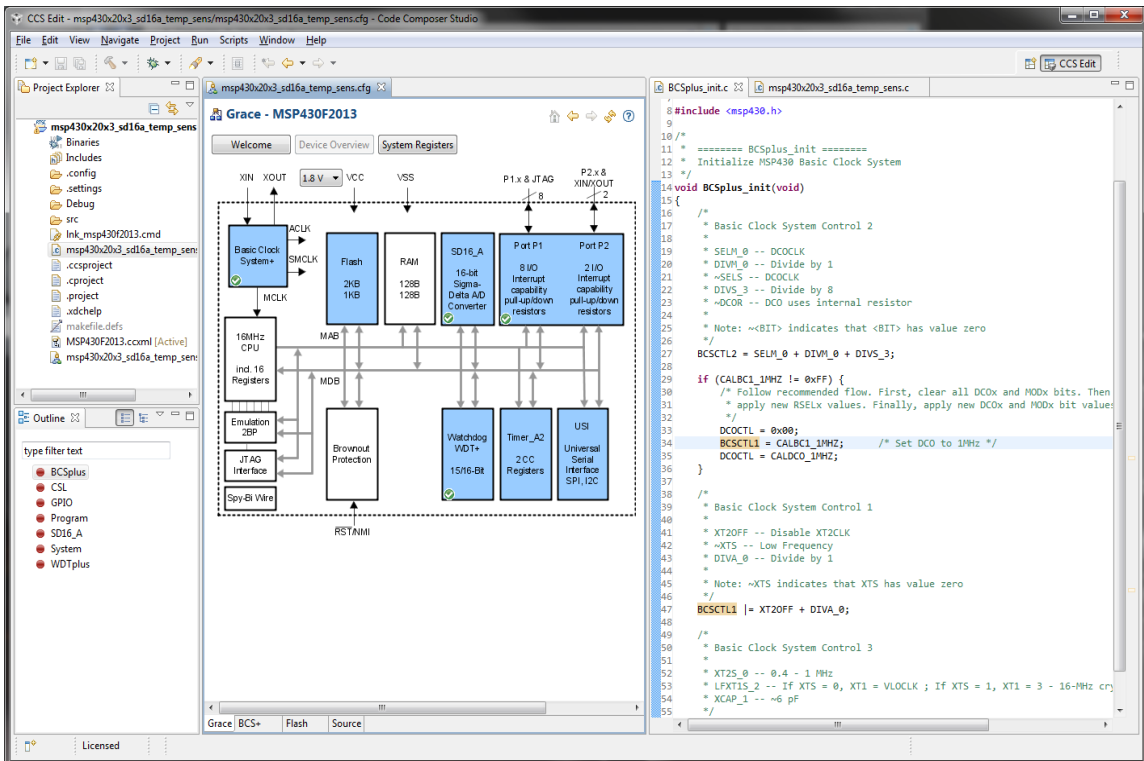 CCS Edit - msp430x20x3_sd16a_temp_sens/msp430x20x3_sd16a_temp_sens.cfg - Code Composer Studio
File Edit View Navigate Project Run Scripts Window Help
CCS Edit
Project Explorer
msp430x20x3_sd16a_temp_sens
Binaries
Includes
.config
.settings
Debug
src
lnk_msp430f2013.cmd
msp430x20x3_sd16a_temp_sens
.ccsproject
.cproject
.project
.xdchelp
makefile.defs
MSP430F2013.ccxml [Active]
msp430x20x3_sd16a_temp_sens
Outline
type filter text
BCSplus
CSL
GPIO
Program
SD16_A
System
WDTplus
msp430x20x3_sd16a_temp_sens.cfg
Grace - MSP430F2013
Welcome Device Overview System Registers
XIN XOUT 1.8 V VCC VSS P1.x & JTAG P2.x & XIN/XOUT
8 2
ACLK
SMCLK
MCLK
Basic Clock
System+
Flash
2KB
1KB
RAM
128B
128B
SD16_A
16-bit
Sigma-
Delta A/D
Converter
Port P1
8 I/O
Interrupt
capability
pull-up/down
resistors
Port P2
2 I/O
Interrupt
capability
pull-up/down
resistors
16MHz
CPU
incl. 16
Registers
MAB
MDB
Emulation
2BP
JTAG
Interface
Spy-Bi Wire
Brownout
Protection
Watchdog
WDT+
15/16-Bit
Timer_A2
2 CC
Registers
USI
Universal
Serial
Interface
SPI, I2C
RST/NMI
Grace BCS+ Flash Source
BCSplus_init.c msp430x20x3_sd16a_temp_sens.c
8 #include <msp430.h>
9
10 /*
11 * ======== BCSplus_init ========
12 * Initialize MSP430 Basic Clock System
13 */
14 void BCSplus_init(void)
15 {
16 /*
17 * Basic Clock System Control 2
18 *
19 * SELM_0 -- DCOCLK
20 * DIVM_0 -- Divide by 1
21 * ~SELS -- DCOCLK
22 * DIVS_3 -- Divide by 8
23 * ~DCOR -- DCO uses internal resistor
24 *
25 * Note: ~<BIT> indicates that <BIT> has value zero
26 */
27 BCSCTL2 = SELM_0 + DIVM_0 + DIVS_3;
28
29 if (CALBC1_1MHZ != 0xFF) {
30 /* Follow recommended flow. First, clear all DCOx and MODx bits. Then
31 * apply new RSELx values. Finally, apply new DCOx and MODx bit values
32 */
33 DCOCTL = 0x00;
34 BCSCTL1 = CALBC1_1MHZ; /* Set DCO to 1MHz */
35 DCOCTL = CALDCO_1MHZ;
36 }
37
38 /*
39 * Basic Clock System Control 1
40 *
41 * XT2OFF -- Disable XT2CLK
42 * ~XTS -- Low Frequency
43 * DIVA_0 -- Divide by 1
44 *
45 * Note: ~XTS indicates that XTS has value zero
46 */
47 BCSCTL1 |= XT2OFF + DIVA_0;
48
49 /*
50 * Basic Clock System Control 3
51 *
52 * XT2S_0 -- 0.4 - 1 MHz
53 * LFXT1S_2 -- If XTS = 0, XT1 = VLOCLK ; If XTS = 1, XT1 = 3 - 16-MHz cry
54 * XCAP_1 -- ~6 pF
55 */
Licensed